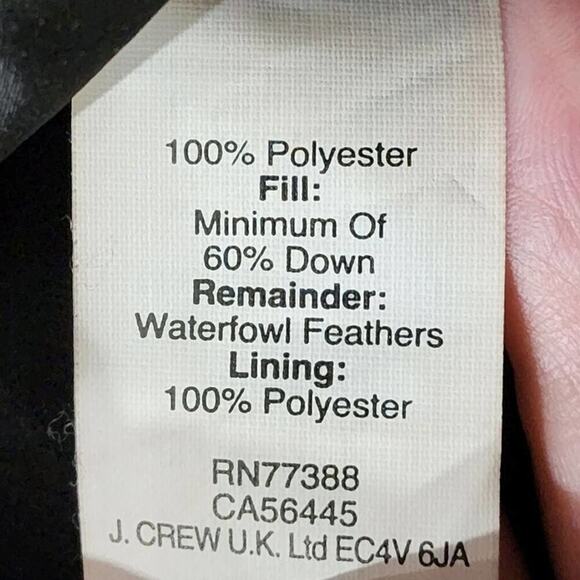 100% Polyester
Fill:
Minimum Of
60% Down
Remainder:
Waterfowl Feathers
Lining:
100% Polyester
RN77388
CA56445
J. CREW U.K. Ltd EC4V 6JA